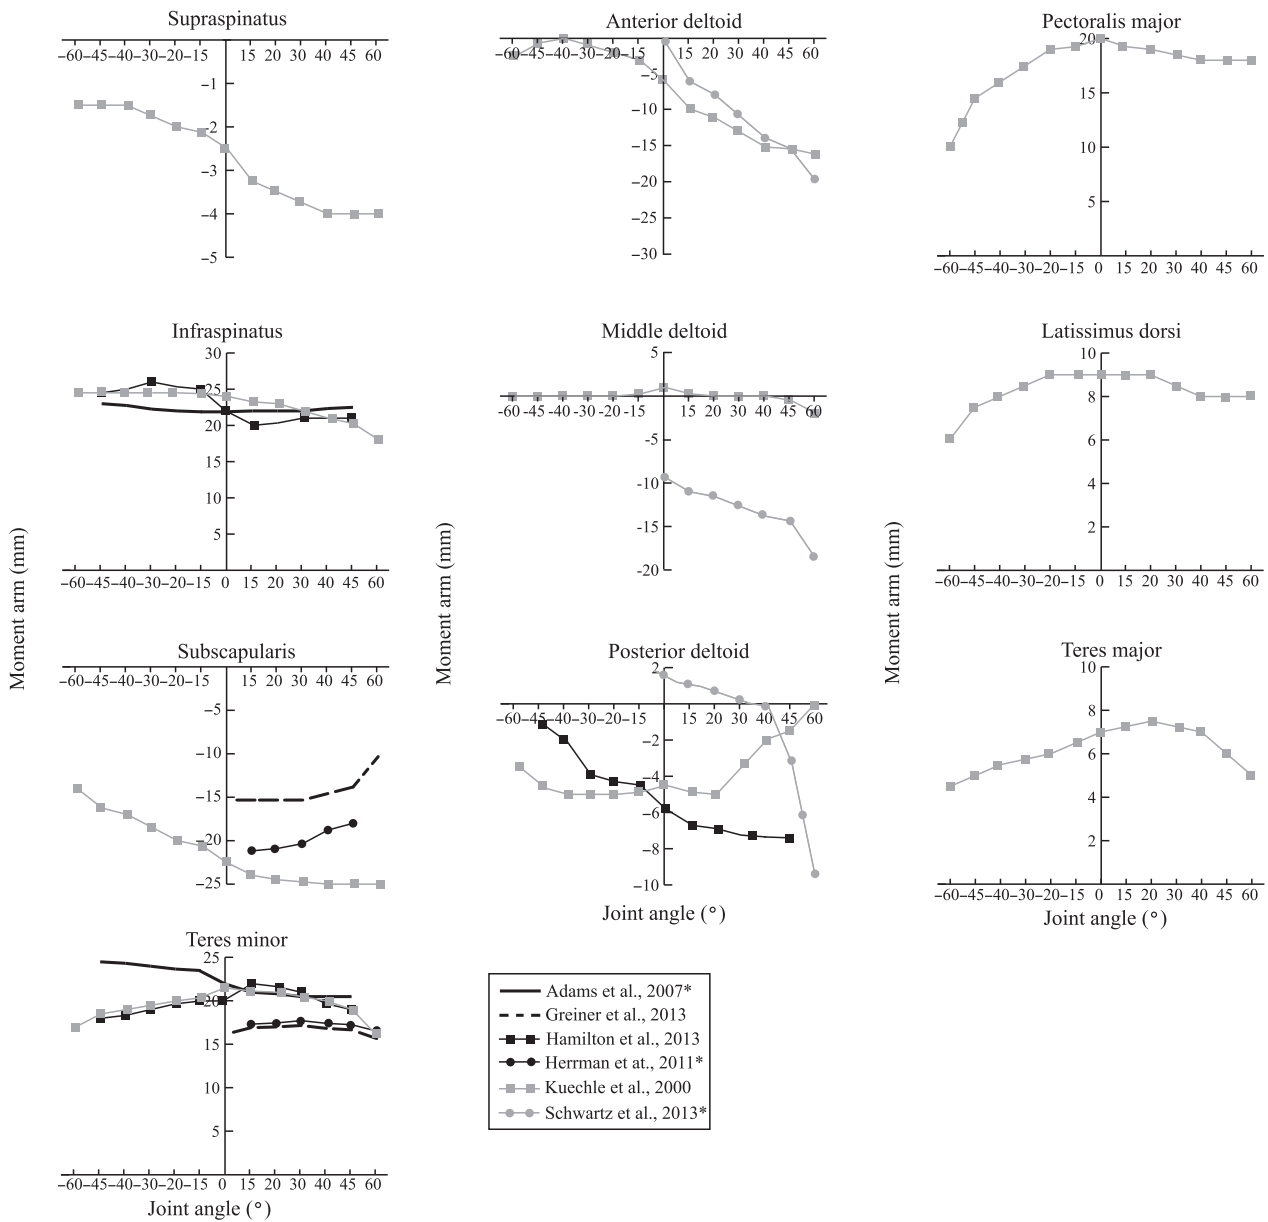 Supraspinatus
−60−45−40−30−20−15 15 20 30 40 45 60
−1
−2
−3
−4
−5
Anterior deltoid
−60−45−40−30−20−15 15 20 30 40 45 60
−5
−10
−15
−20
−25
−30
Pectoralis major
20
15
10
5
−60−45−40−30−20−15 0 15 20 30 40 45 60
Infraspinatus
30
25
20
15
10
5
−60−45−40−30−20−15 0 15 20 30 40 45 60
Middle deltoid
5
−60−45−40−30−20−15 15 20 30 40 45 60
−5
−10
−15
−20
Latissimus dorsi
10
8
6
4
2
−60−45−40−30−20−15 0 15 20 30 40 45 60
Moment arm (mm)
Moment arm (mm)
Moment arm (mm)
Subscapularis
−60−45−40−30−20−15 15 20 30 40 45 60
−5
−10
−15
−20
−25
Posterior deltoid
2
−60−45−40−30−20−15 15 20 30 40 45 60
−2
−4
−6
−8
−10
Joint angle (°)
Teres major
10
8
6
4
2
−60−45−40−30−20−15 0 15 20 30 40 45 60
Joint angle (°)
Teres minor
25
20
15
10
5
−60−45−40−30−20−15 0 15 20 30 40 45 60
Joint angle (°)
Adams et al., 2007*
Greiner et al., 2013
Hamilton et al., 2013
Herrman et at., 2011*
Kuechle et al., 2000
Schwartz et al., 2013*